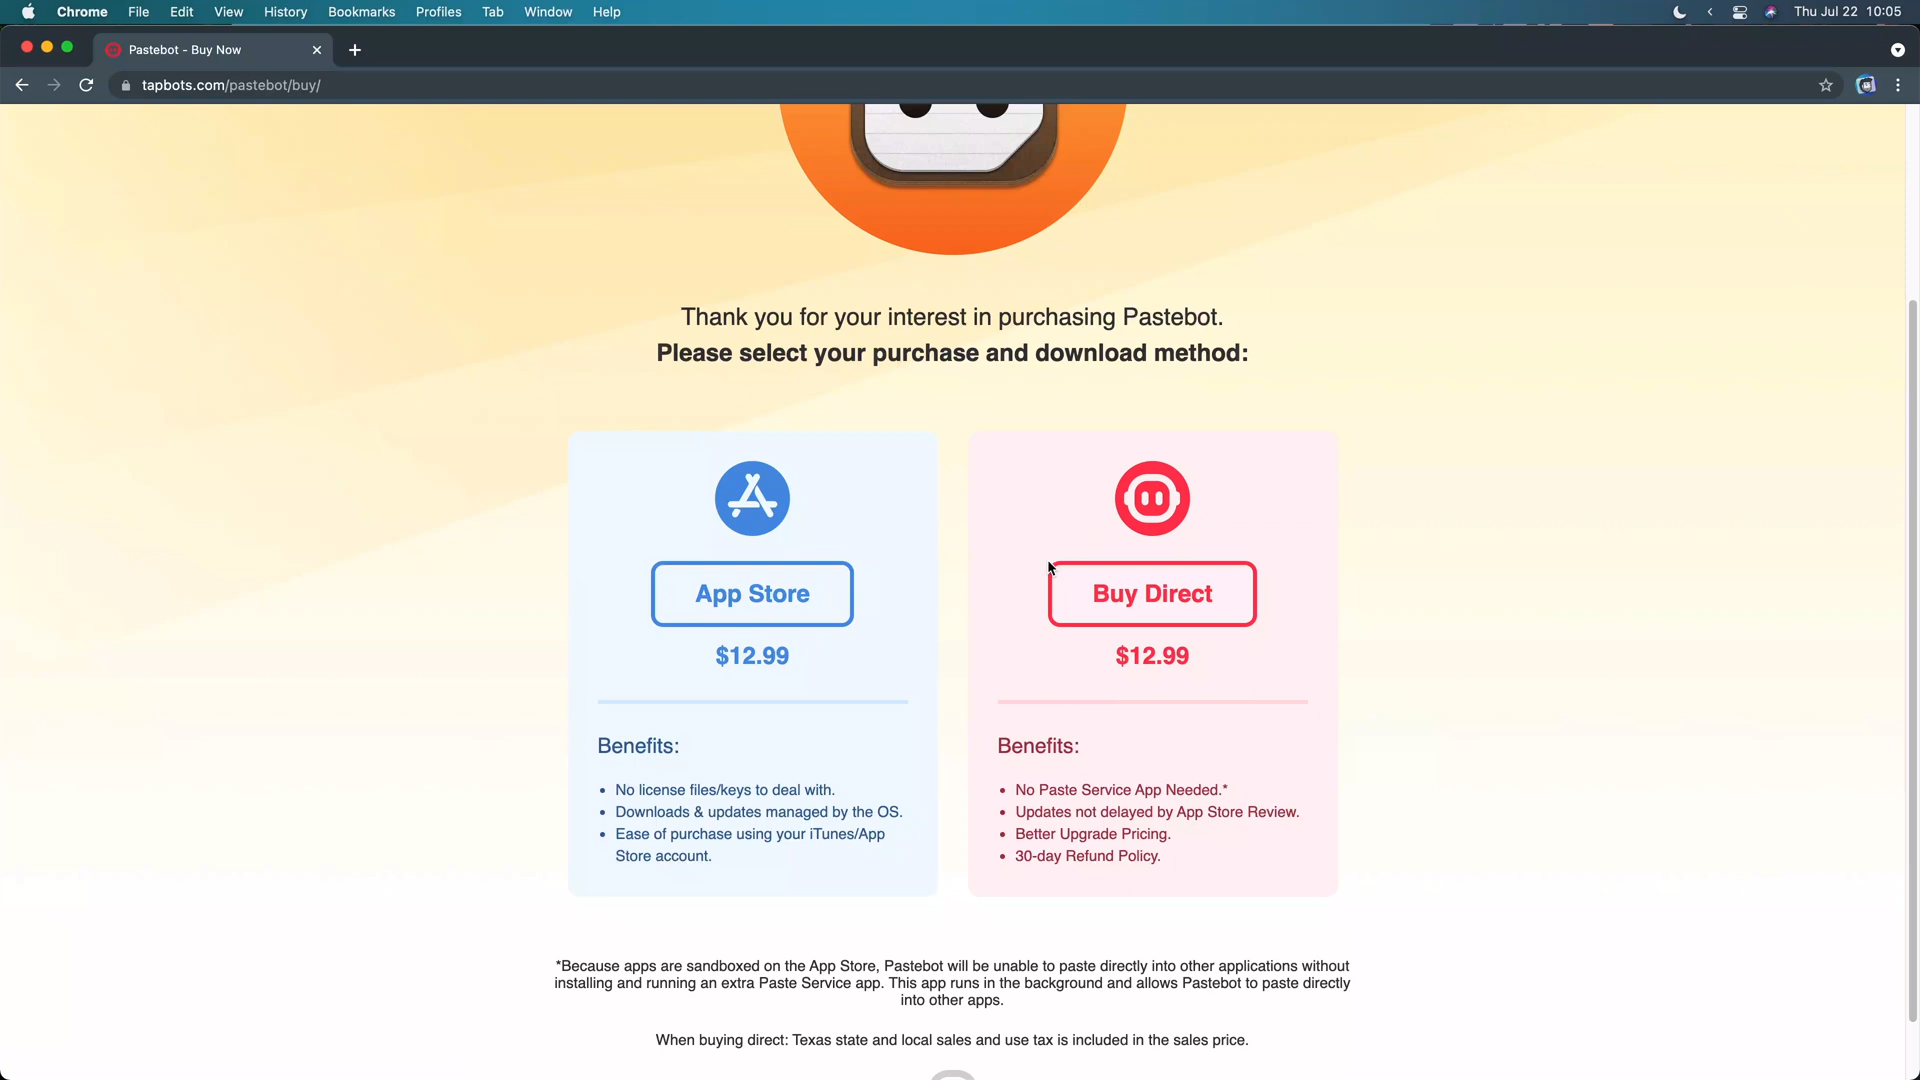 Chrome File Edit View History Bookmarks Profiles Tab Window Help Thu Jul 22 10:05
Pastebot - Buy Now
tapbots.com/pastebot/buy/
Thank you for your interest in purchasing Pastebot.
Please select your purchase and download method:
App Store
$12.99
Benefits:
• No license files/keys to deal with.
• Downloads & updates managed by the OS.
• Ease of purchase using your iTunes/App
Store account.
Buy Direct
$12.99
Benefits:
• No Paste Service App Needed.*
• Updates not delayed by App Store Review.
• Better Upgrade Pricing.
• 30-day Refund Policy.
*Because apps are sandboxed on the App Store, Pastebot will be unable to paste directly into other applications without
installing and running an extra Paste Service app. This app runs in the background and allows Pastebot to paste directly
into other apps.
When buying direct: Texas state and local sales and use tax is included in the sales price.